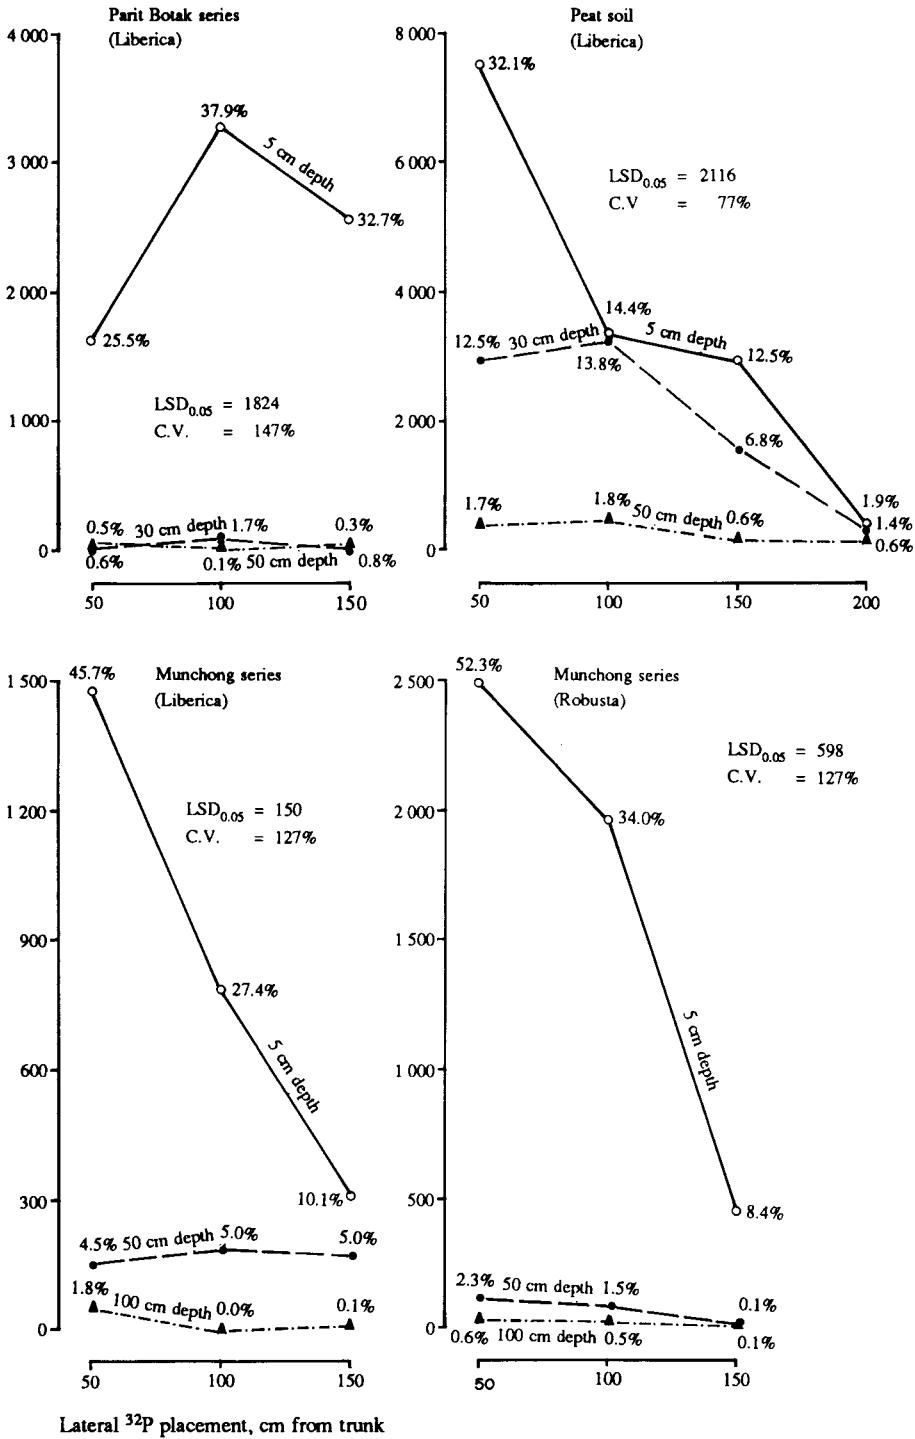 Parit Botak series
(Liberica)
4 000
3 000
2 000
1 000
0
37.9%
5 cm depth
32.7%
25.5%
LSD0.05 = 1824
C.V. = 147%
0.5%
30 cm depth
1.7%
0.3%
0.6%
0.1%
50 cm depth
0.8%
50
100
150
Peat soil
(Liberica)
8 000
6 000
4 000
2 000
0
32.1%
LSD0.05 = 2116
C.V = 77%
14.4%
12.5%
30 cm depth
5 cm depth
12.5%
13.8%
6.8%
1.7%
1.8%
50 cm depth
0.6%
1.9%
1.4%
0.6%
50
100
150
200
Munchong series
(Liberica)
1 500
1 200
900
600
300
0
45.7%
LSD0.05 = 150
C.V. = 127%
27.4%
5 cm depth
10.1%
4.5%
50 cm depth
5.0%
5.0%
1.8%
100 cm depth
0.0%
0.1%
50
100
150
Munchong series
(Robusta)
2 500
2 000
1 500
1 000
500
0
52.3%
LSD0.05 = 598
C.V. = 127%
34.0%
5 cm depth
8.4%
2.3%
50 cm depth
1.5%
0.1%
0.6%
100 cm depth
0.5%
0.1%
50
100
150
Lateral 32P placement, cm from trunk